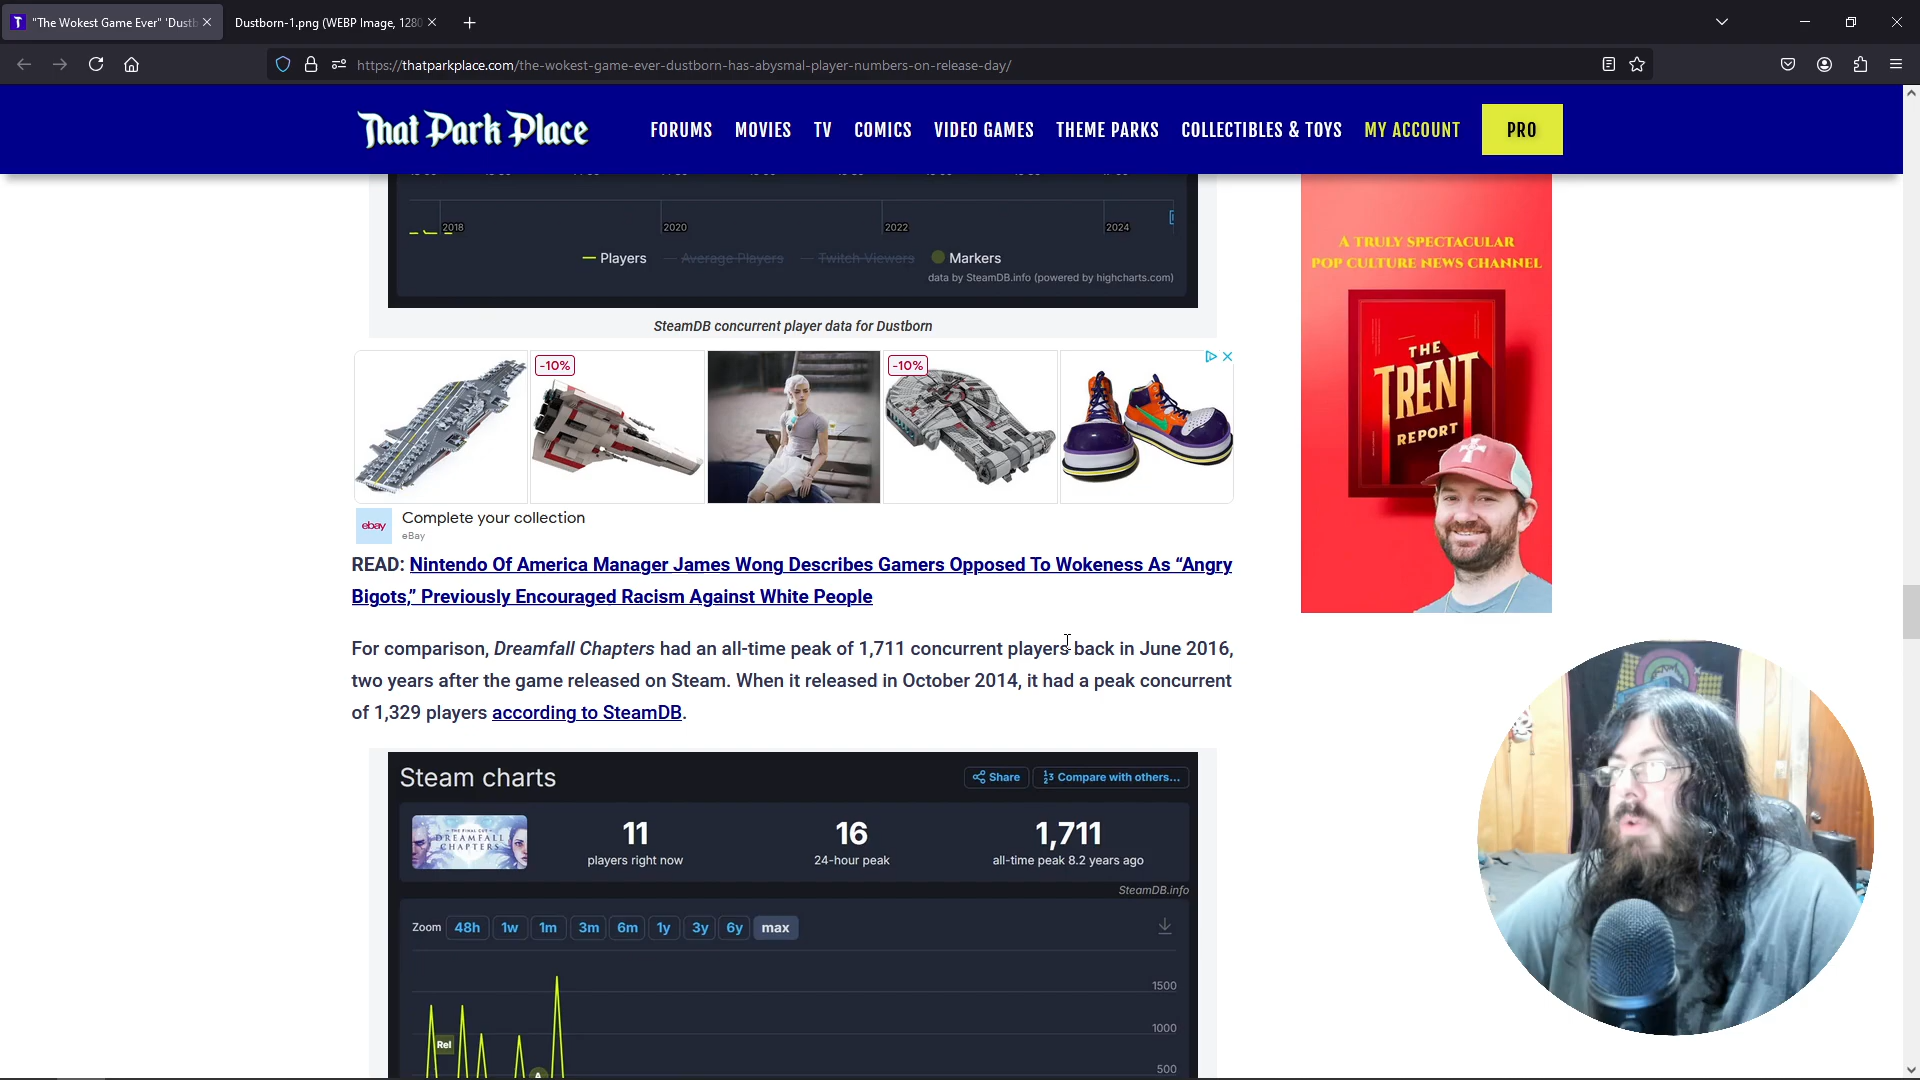 "The Wokest Game Ever" 'Dustb
Dustborn-1.png (WEBP Image, 1280
https://thatparkplace.com/the-wokest-game-ever-dustborn-has-abysmal-player-numbers-on-release-day/
That Park Place
FORUMS MOVIES TV COMICS VIDEO GAMES THEME PARKS COLLECTIBLES & TOYS MY ACCOUNT PRO
2018 2020 2022 2024
Players Average Players Twitch Viewers Markers
data by SteamDB.info (powered by highcharts.com)
SteamDB concurrent player data for Dustborn
-10% -10%
ebay
Complete your collection
eBay
READ: Nintendo Of America Manager James Wong Describes Gamers Opposed To Wokeness As “Angry
Bigots,” Previously Encouraged Racism Against White People
For comparison, Dreamfall Chapters had an all-time peak of 1,711 concurrent players back in June 2016,
two years after the game released on Steam. When it released in October 2014, it had a peak concurrent
of 1,329 players according to SteamDB.
Steam charts
Share
Compare with others...
THE FINAL CUT
DREAMFALL
CHAPTERS
11
players right now
16
24-hour peak
1,711
all-time peak 8.2 years ago
SteamDB.info
Zoom 48h 1w 1m 3m 6m 1y 3y 6y max
1500
1000
500
Rel
A
A TRULY SPECTACULAR
POP CULTURE NEWS CHANNEL
THE
TRENT
REPORT